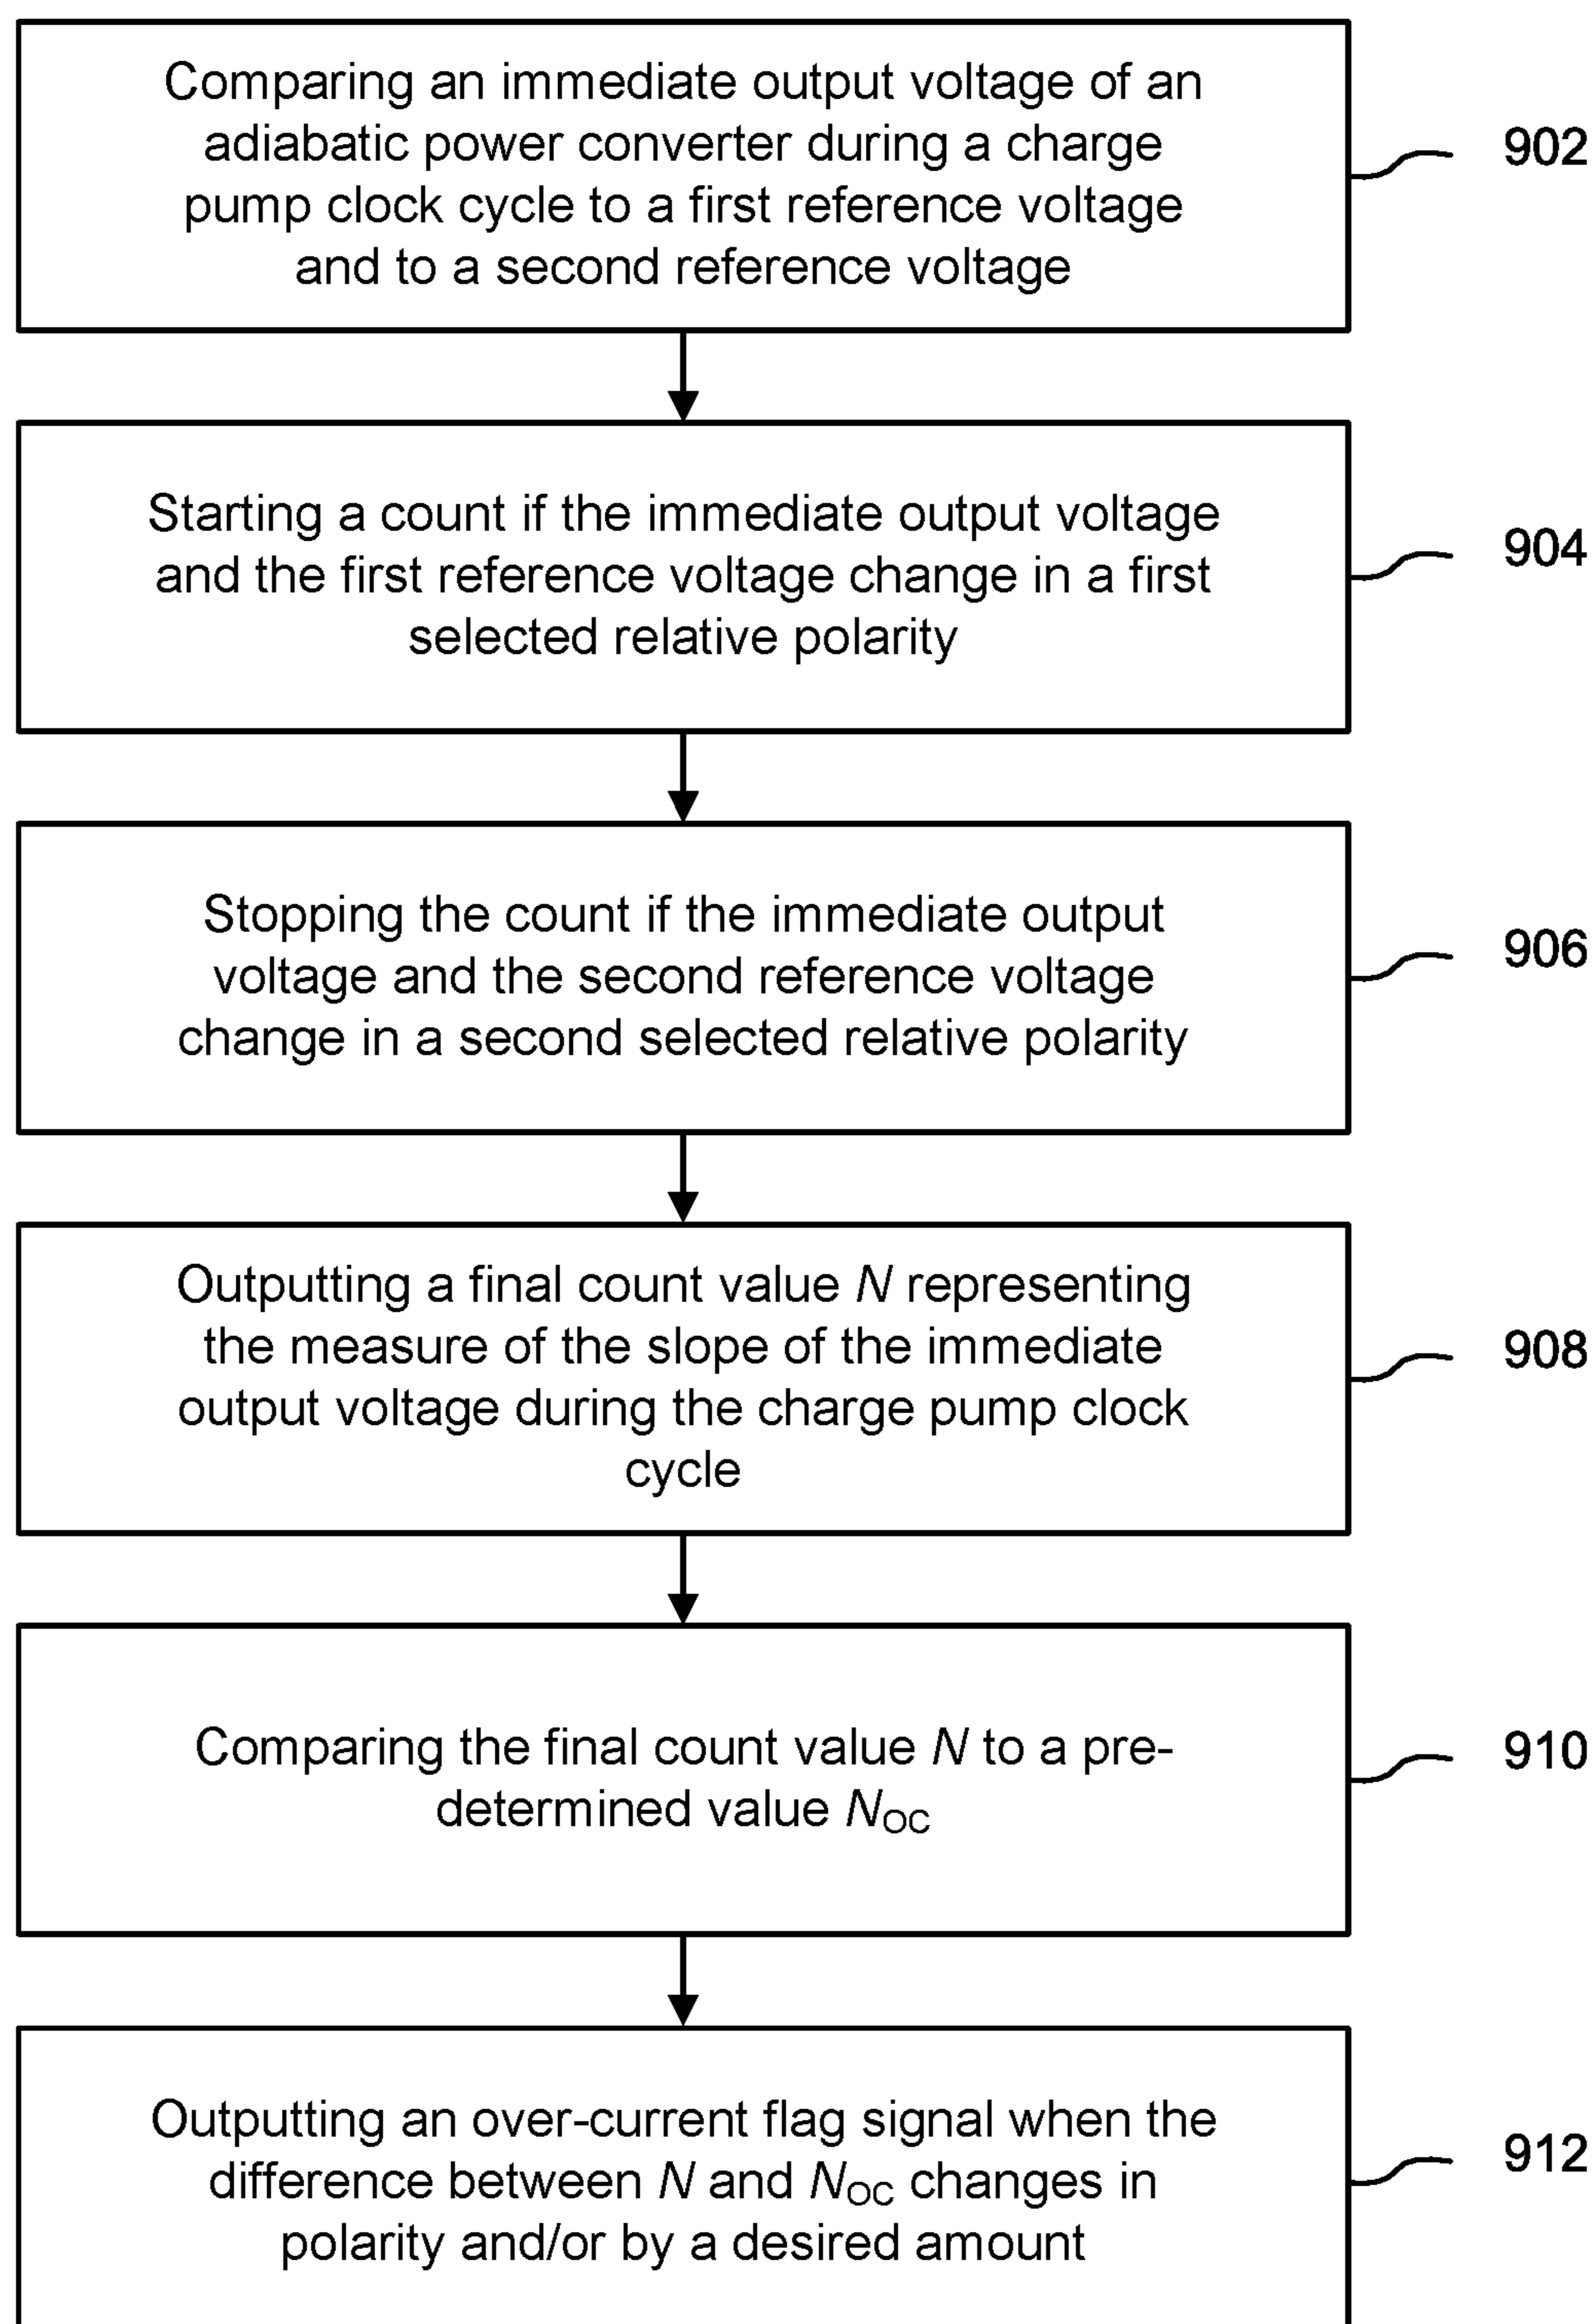 Comparing an immediate output voltage of an
adiabatic power converter during a charge
pump clock cycle to a first reference voltage
and to a second reference voltage
902
Starting a count if the immediate output voltage
and the first reference voltage change in a first
selected relative polarity
904
Stopping the count if the immediate output
voltage and the second reference voltage
change in a second selected relative polarity
906
Outputting a final count value N representing
the measure of the slope of the immediate
output voltage during the charge pump clock
cycle
908
Comparing the final count value N to a pre-
determined value NOC
910
Outputting an over-current flag signal when the
difference between N and NOC changes in
polarity and/or by a desired amount
912